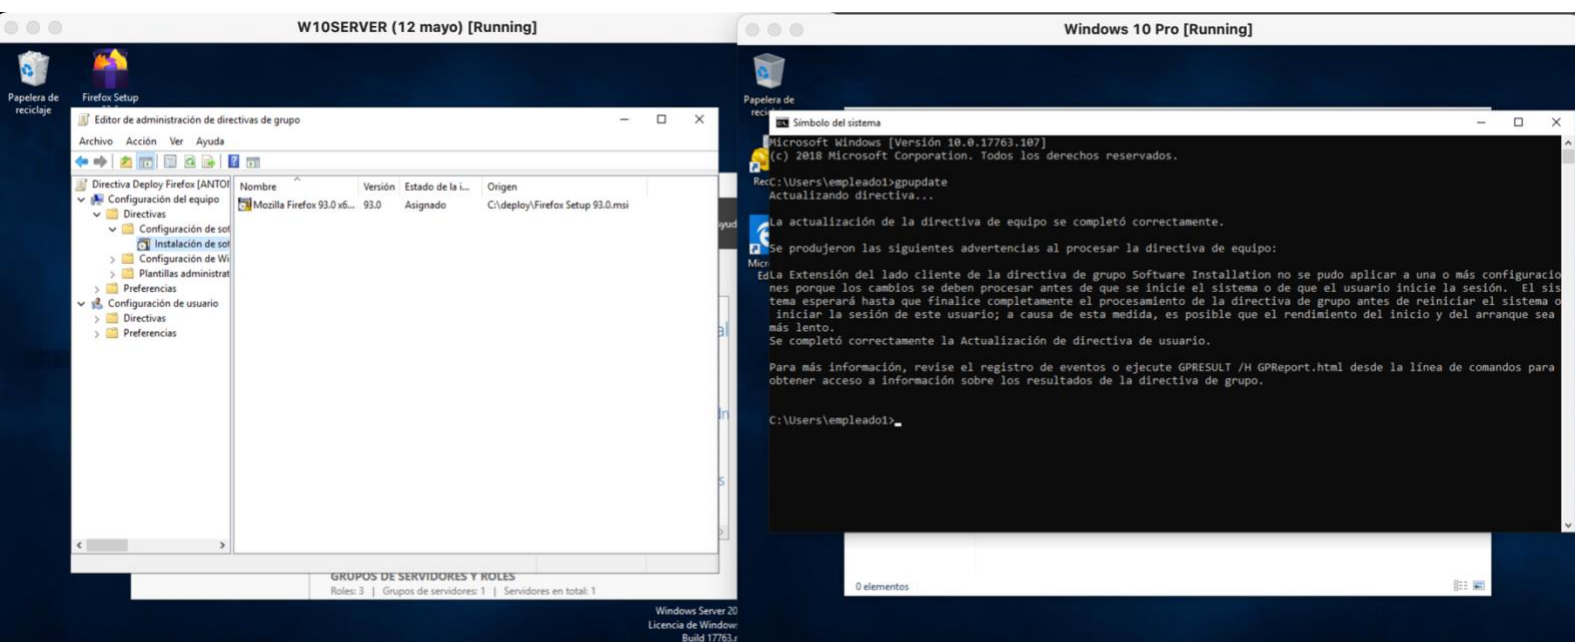 W10SERVER (12 mayo) [Running]
Papelera de
reciclaje
Firefox Setup
Editor de administración de directivas de grupo
Archivo Acción Ver Ayuda
Directiva Deploy Firefox [ANTO
Configuración del equipo
Directivas
Configuración de sof
Instalación de sof
Configuración de Wi
Plantillas administrat
Preferencias
Configuración de usuario
Directivas
Preferencias
Nombre Versión Estado de la i... Origen
Mozilla Firefox 93.0 x6... 93.0 Asignado C:\deploy\Firefox Setup 93.0.msi
GRUPOS DE SERVIDORES Y ROLES
Roles: 3 | Grupos de servidores: 1 | Servidores en total: 1
Windows Server 20
Licencia de Window
Build 17763.r
Windows 10 Pro [Running]
Papelera de
reci
Símbolo del sistema
Microsoft Windows [Versión 10.0.17763.107]
(c) 2018 Microsoft Corporation. Todos los derechos reservados.
C:\Users\empleado1>gpupdate
Actualizando directiva...
La actualización de la directiva de equipo se completó correctamente.
Se produjeron las siguientes advertencias al procesar la directiva de equipo:
La Extensión del lado cliente de la directiva de grupo Software Installation no se pudo aplicar a una o más configuracio
nes porque los cambios se deben procesar antes de que se inicie el sistema o de que el usuario inicie la sesión. El sis
tema esperará hasta que finalice completamente el procesamiento de la directiva de grupo antes de reiniciar el sistema o
iniciar la sesión de este usuario; a causa de esta medida, es posible que el rendimiento del inicio y del arranque sea
más lento.
Se completó correctamente la Actualización de directiva de usuario.
Para más información, revise el registro de eventos o ejecute GPRESULT /H GPReport.html desde la línea de comandos para
obtener acceso a información sobre los resultados de la directiva de grupo.
C:\Users\empleado1>
0 elementos